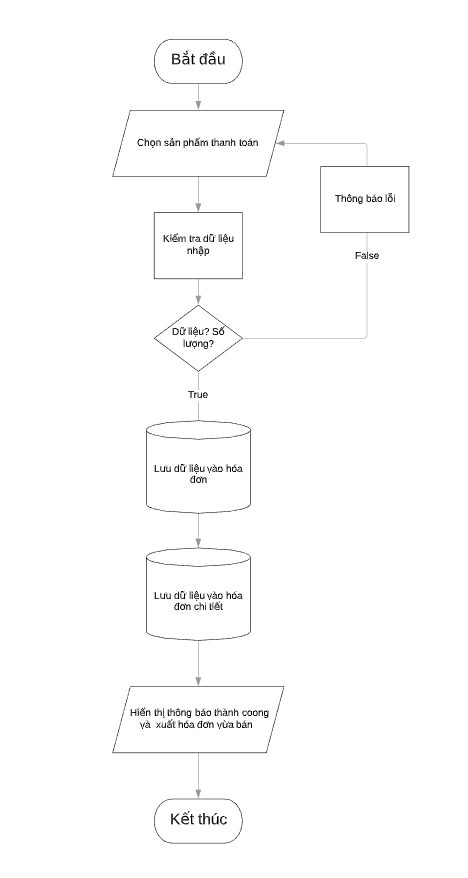 Bắt đầu
Chọn sản phẩm thanh toán
Thông báo lỗi
Kiểm tra dữ liệu
nhập
False
Dữ liệu? Số
lượng?
True
Lưu dữ liệu vào hóa
đơn
Lưu dữ liệu vào hóa
đơn chi tiết
Hiển thị thông báo thành coong
và xuất hóa đơn vừa bán
Kết thúc